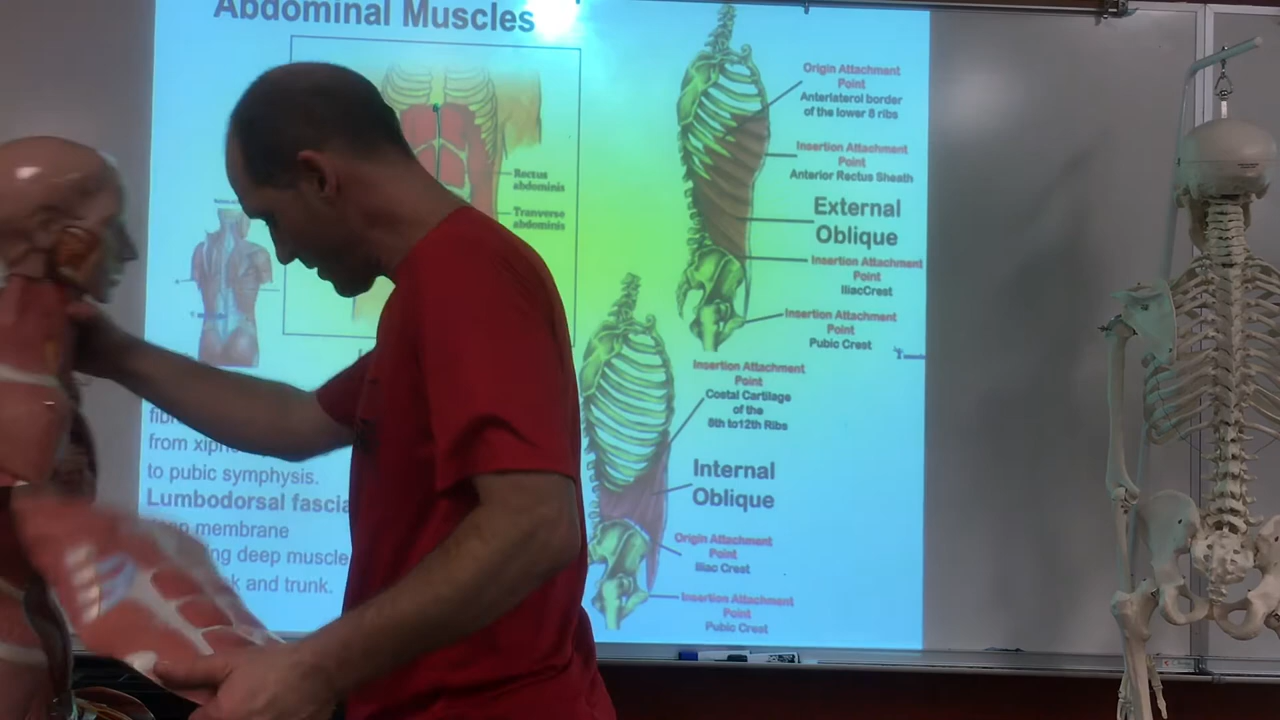 Abdominal Muscles
Rectus
abdominis
Tranverse
abdominis
from
to pubic symphysis.
Lumbodorsal fascia
membrane
deep muscle
and trunk.
Origin Attachment
Point
Anterlaterol border
of the lower 8 ribs
Insertion Attachment
Point
Anterior Rectus Sheath
External
Oblique
Insertion Attachment
Point
IliacCrest
Insertion Attachment
Point
Pubic Crest
Insertion Attachment
Point
Costal Cartilage
of the
8th to12th Ribs
Internal
Oblique
Origin Attachment
Point
Iliac Crest
Insertion Attachment
Point
Pubic Crest